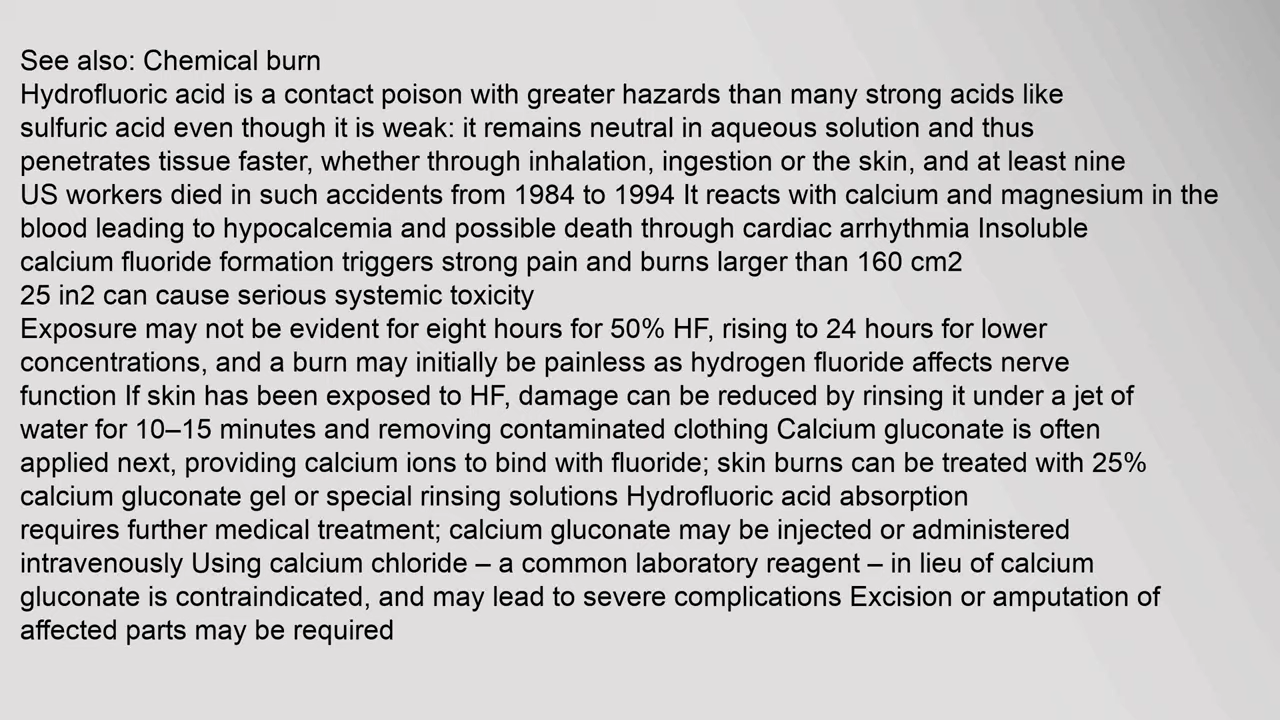 See also: Chemical burn
Hydrofluoric acid is a contact poison with greater hazards than many strong acids like
sulfuric acid even though it is weak: it remains neutral in aqueous solution and thus
penetrates tissue faster, whether through inhalation, ingestion or the skin, and at least nine
US workers died in such accidents from 1984 to 1994 It reacts with calcium and magnesium in the
blood leading to hypocalcemia and possible death through cardiac arrhythmia Insoluble
calcium fluoride formation triggers strong pain and burns larger than 160 cm2
25 in2 can cause serious systemic toxicity
Exposure may not be evident for eight hours for 50% HF, rising to 24 hours for lower
concentrations, and a burn may initially be painless as hydrogen fluoride affects nerve
function If skin has been exposed to HF, damage can be reduced by rinsing it under a jet of
water for 10–15 minutes and removing contaminated clothing Calcium gluconate is often
applied next, providing calcium ions to bind with fluoride; skin burns can be treated with 25%
calcium gluconate gel or special rinsing solutions Hydrofluoric acid absorption
requires further medical treatment; calcium gluconate may be injected or administered
intravenously Using calcium chloride – a common laboratory reagent – in lieu of calcium
gluconate is contraindicated, and may lead to severe complications Excision or amputation of
affected parts may be required